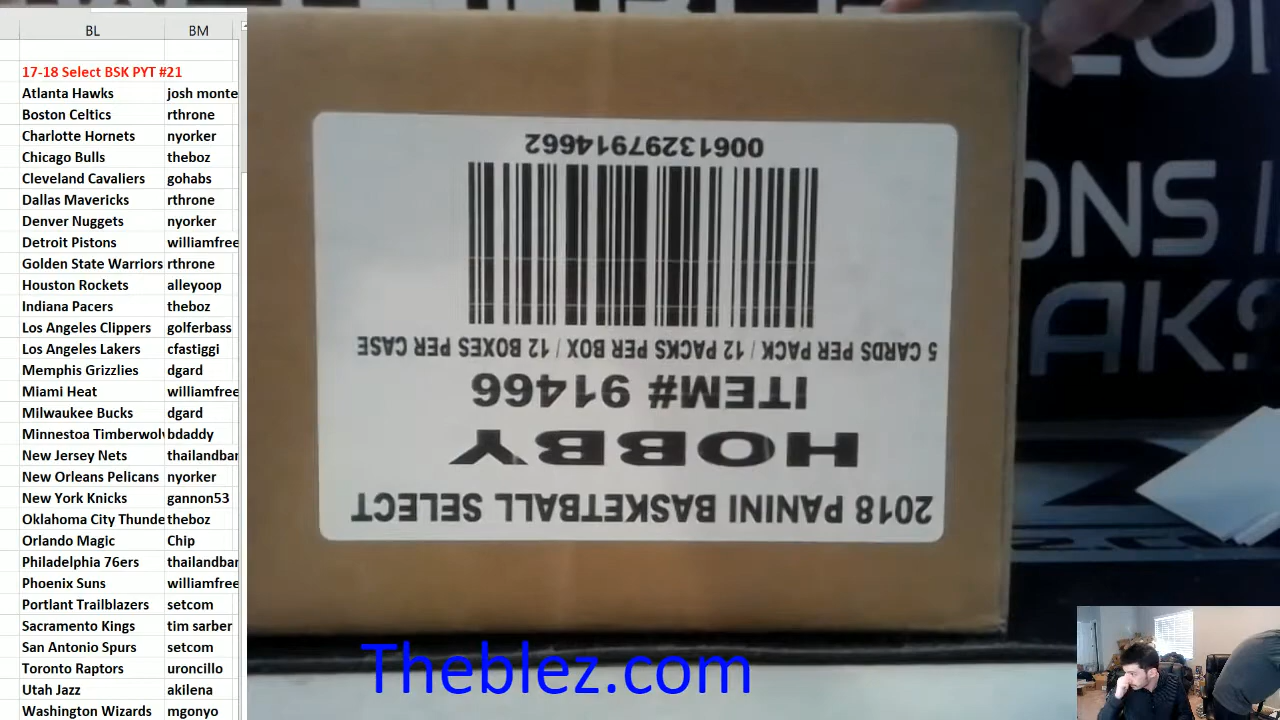 BL BM
17-18 Select BSK PYT #21
Atlanta Hawks josh monte
Boston Celtics rthrone
Charlotte Hornets nyorker
Chicago Bulls theboz
Cleveland Cavaliers gohabs
Dallas Mavericks rthrone
Denver Nuggets nyorker
Detroit Pistons williamfree
Golden State Warriors rthrone
Houston Rockets alleyoop
Indiana Pacers theboz
Los Angeles Clippers golferbass
Los Angeles Lakers cfastiggi
Memphis Grizzlies dgard
Miami Heat williamfree
Milwaukee Bucks dgard
Minnestoa Timberwolv bdaddy
New Jersey Nets thailandbar
New Orleans Pelicans nyorker
New York Knicks gannon53
Oklahoma City Thunde theboz
Orlando Magic Chip
Philadelphia 76ers thailandbar
Phoenix Suns williamfree
Portlant Trailblazers setcom
Sacramento Kings tim sarber
San Antonio Spurs setcom
Toronto Raptors uroncillo
Utah Jazz akilena
Washington Wizards mgonyo
2018 PANINI BASKETBALL SELECT
HOBBY
ITEM# 91466
5 CARDS PER PACK / 12 PACKS PER BOX / 12 BOXES PER CASE
00613297914662
Theblez.com